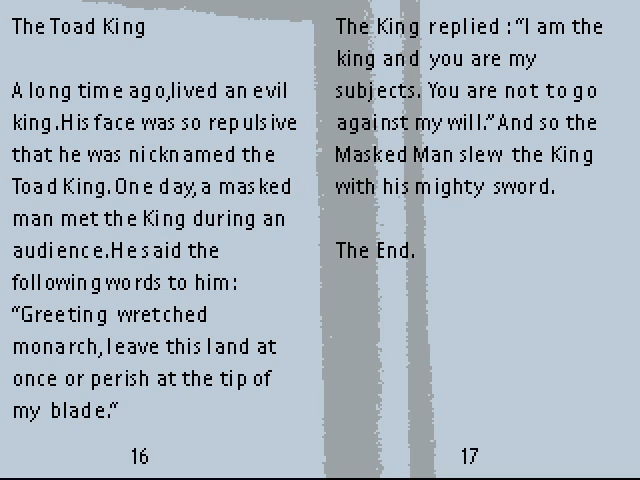 The Toad King
A long time ago,lived an evil
king.His face was so repulsive
that he was nicknamed the
Toad King.One day,a masked
man met the King during an
audience.He said the
following words to him:
“Greeting wretched
monarch,leave this land at
once or perish at the tip of
my blade.“
16
The King replied :“I am the
king and you are my
subjects. You are not to go
against my will.”And so the
Masked Man slew the King
with his mighty sword.
The End.
17